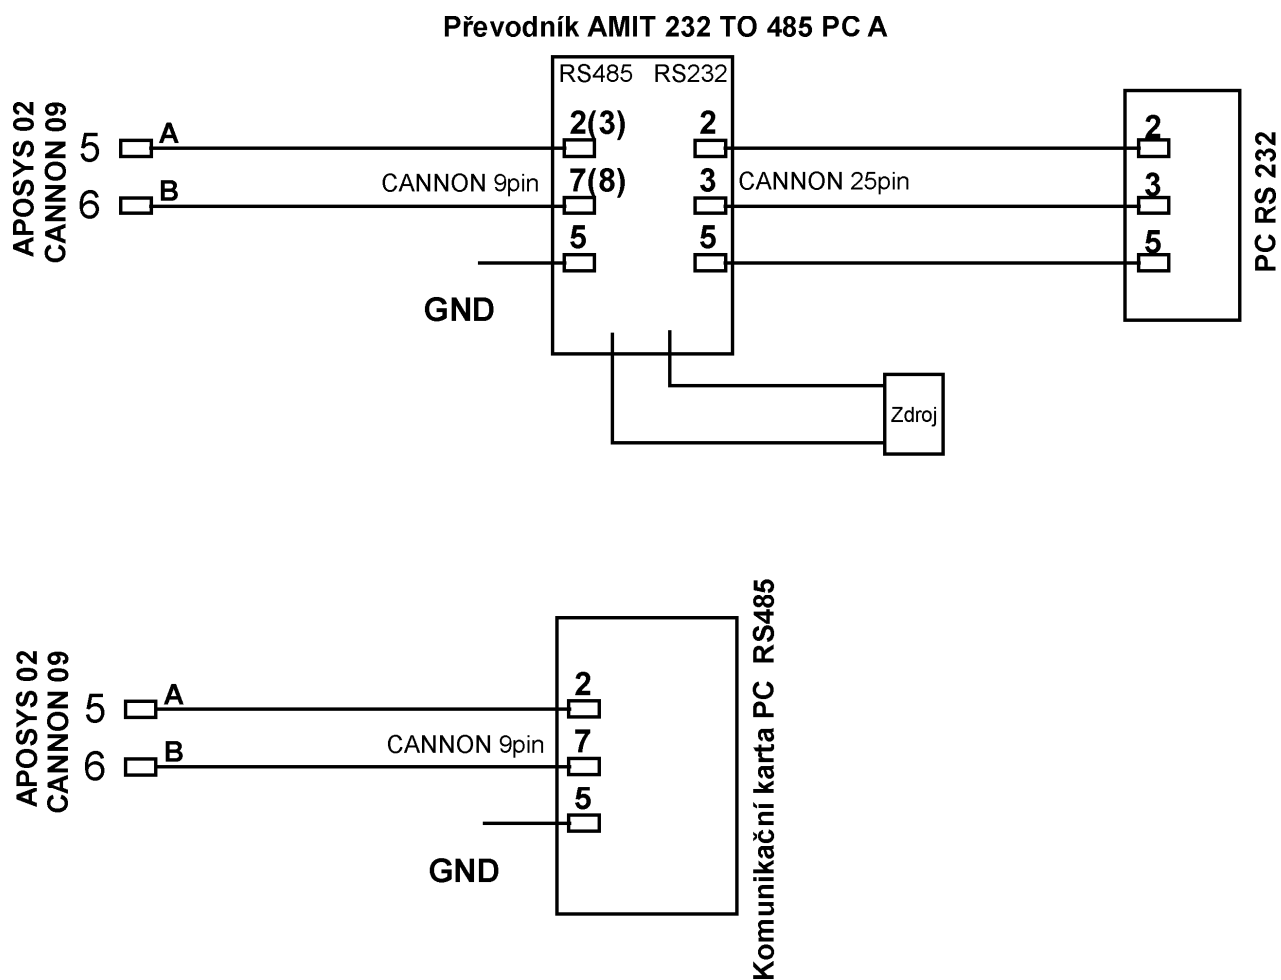 Převodník AMIT 232 TO 485 PC A
RS485 RS232
APOSYS 02
CANNON 09
5 A 2(3) 2 2
CANNON 9pin CANNON 25pin
6 B 7(8) 3 3
5 5 5
GND
PC RS 232
Zdroj
APOSYS 02
CANNON 09
5 A 2
CANNON 9pin
6 B 7
5
GND
Komunikační karta PC RS485